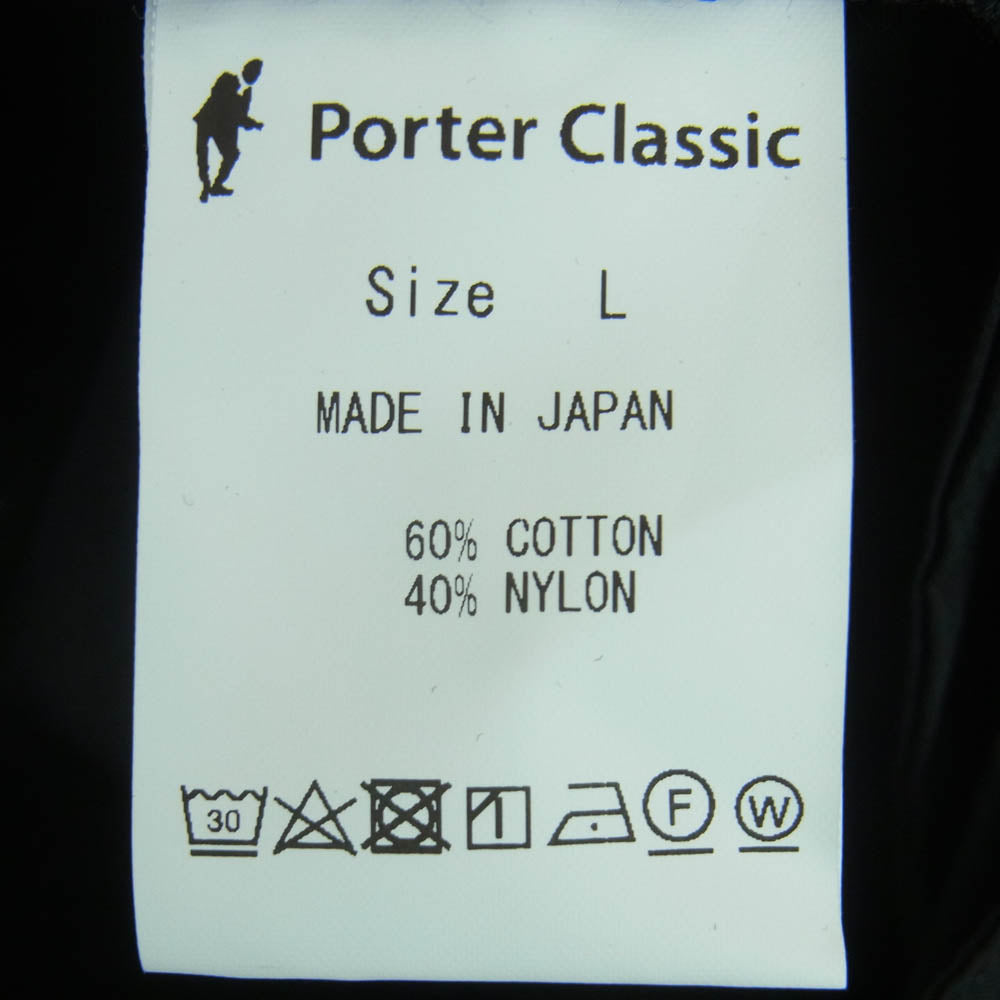 Porter Classic
Size L
MADE IN JAPAN
60% COTTON
40% NYLON
30 F W